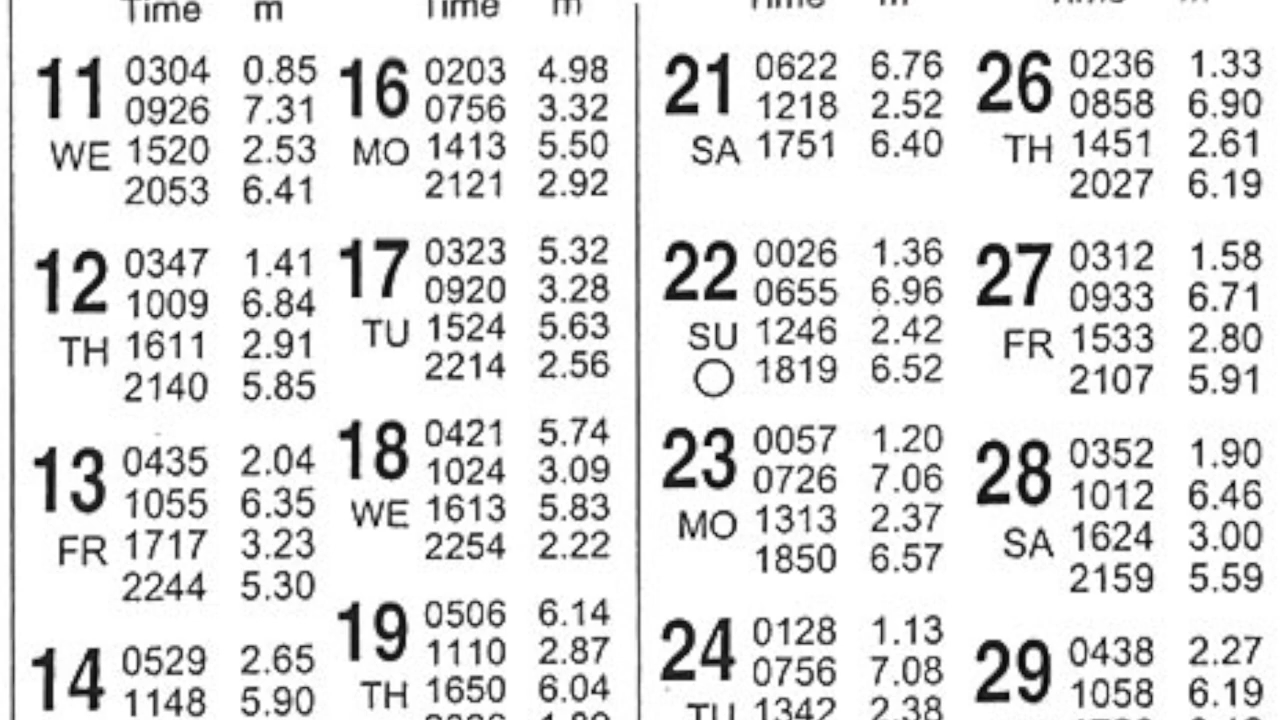 Time m
11 0304 0.85
0926 7.31
WE 1520 2.53
2053 6.41
12 0347 1.41
1009 6.84
TH 1611 2.91
2140 5.85
13 0435 2.04
1055 6.35
FR 1717 3.23
2244 5.30
14 0529 2.65
1148 5.90
Time m
16 0203 4.98
0756 3.32
MO 1413 5.50
2121 2.92
17 0323 5.32
0920 3.28
TU 1524 5.63
2214 2.56
18 0421 5.74
1024 3.09
WE 1613 5.83
2254 2.22
19 0506 6.14
1110 2.87
TH 1650 6.04
Time m
21 0622 6.76
1218 2.52
SA 1751 6.40
22 0026 1.36
0655 6.96
SU 1246 2.42
1819 6.52
23 0057 1.20
0726 7.06
MO 1313 2.37
1850 6.57
24 0128 1.13
0756 7.08
TU 1342 2.38
Time m
26 0236 1.33
0858 6.90
TH 1451 2.61
2027 6.19
27 0312 1.58
0933 6.71
FR 1533 2.80
2107 5.91
28 0352 1.90
1012 6.46
SA 1624 3.00
2159 5.59
29 0438 2.27
1058 6.19